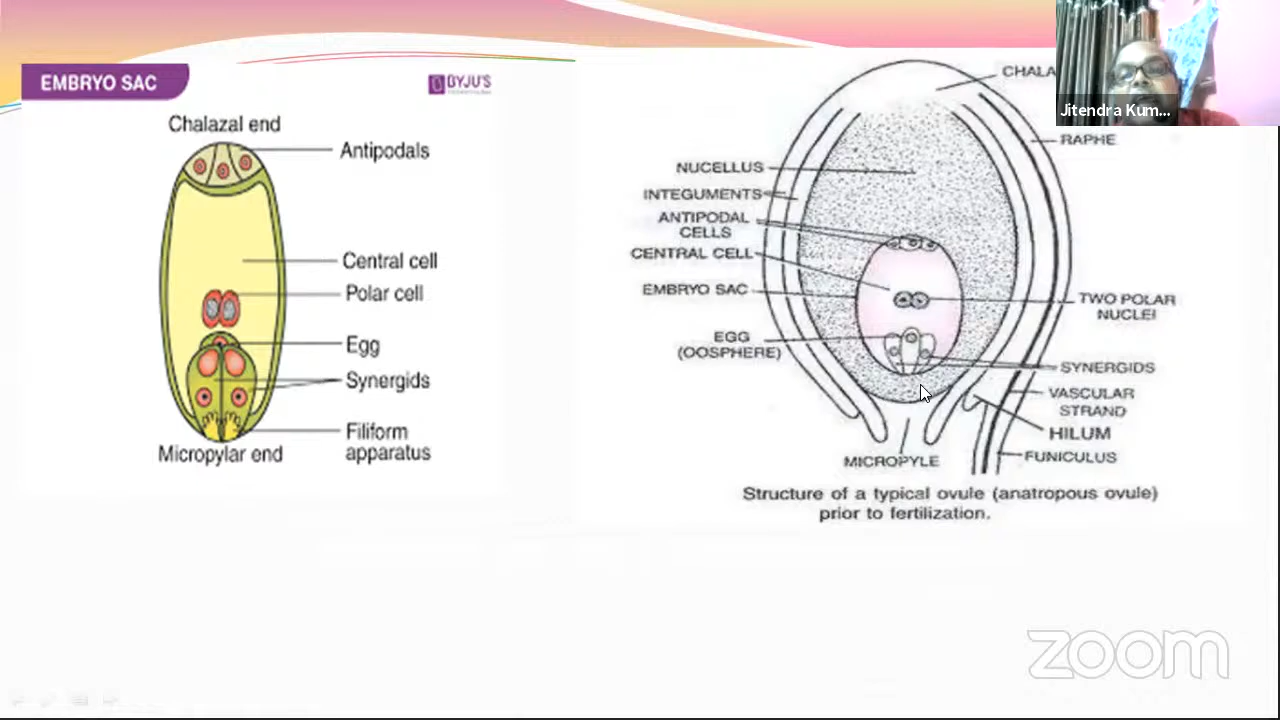 EMBRYO SAC
BYJU'S
Chalazal end
Antipodals
Central cell
Polar cell
Egg
Synergids
Filiform
apparatus
Micropylar end
CHALA
RAPHE
NUCELLUS
INTEGUMENTS
ANTIPODAL
CELLS
CENTRAL CELL
EMBRYO SAC
EGG
(OOSPHERE)
TWO POLAR
NUCLEI
SYNERGIDS
VASCULAR
STRAND
HILUM
FUNICULUS
MICROPYLE
Structure of a typical ovule (anatropous ovule)
prior to fertilization.
Jitendra Kum...
zoom